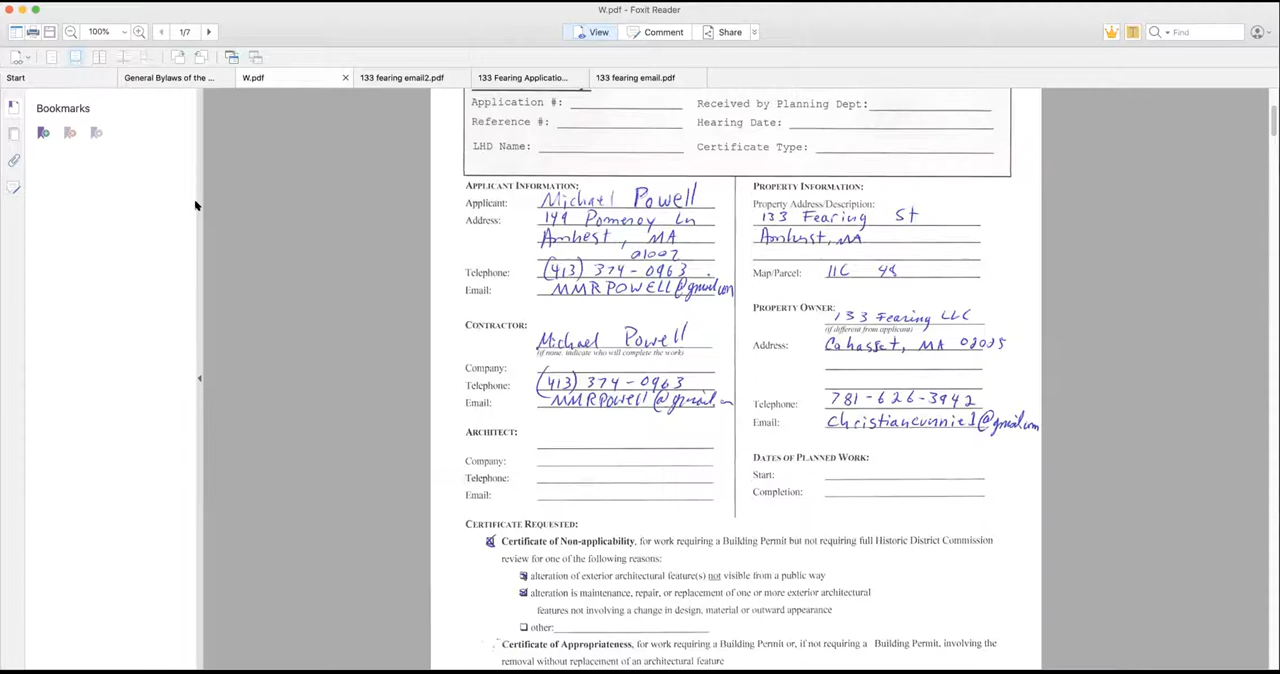 W.pdf - Foxit Reader
100%
1/7
View
Comment
Share
Find
Start
General Bylaws of the ...
W.pdf
133 fearing email2.pdf
133 Fearing Applicatio...
133 fearing email.pdf
Bookmarks
Application #:
Received by Planning Dept:
Reference #:
Hearing Date:
LHD Name:
Certificate Type:
APPLICANT INFORMATION:
Applicant: Michael Powell
Address: 149 Pomeroy Ln
Amhest, MA
01002
Telephone: (413) 374-0963
Email: MMRPOWELL@gmail.com
CONTRACTOR:
Michael Powell
(if none, indicate who will complete the work)
Company:
Telephone: (413) 374-0963
Email: MMRPowell@gmail.com
ARCHITECT:
Company:
Telephone:
Email:
PROPERTY INFORMATION:
Property Address/Description:
133 Fearing St
Amhust, MA
Map/Parcel: 11C
PROPERTY OWNER:
133 Fearing LLC
(if different from applicant)
Address: Cohasset, MA 02025
Telephone: 781-626-3942
Email: christiancunnie1@gmail.com
DATES OF PLANNED WORK:
Start:
Completion:
CERTIFICATE REQUESTED:
Certificate of Non-applicability, for work requiring a Building Permit but not requiring full Historic District Commission
review for one of the following reasons:
alteration of exterior architectural feature(s) not visible from a public way
alteration is maintenance, repair, or replacement of one or more exterior architectural
features not involving a change in design, material or outward appearance
other:
Certificate of Appropriateness, for work requiring a Building Permit or, if not requiring a Building Permit, involving the
removal without replacement of an architectural feature